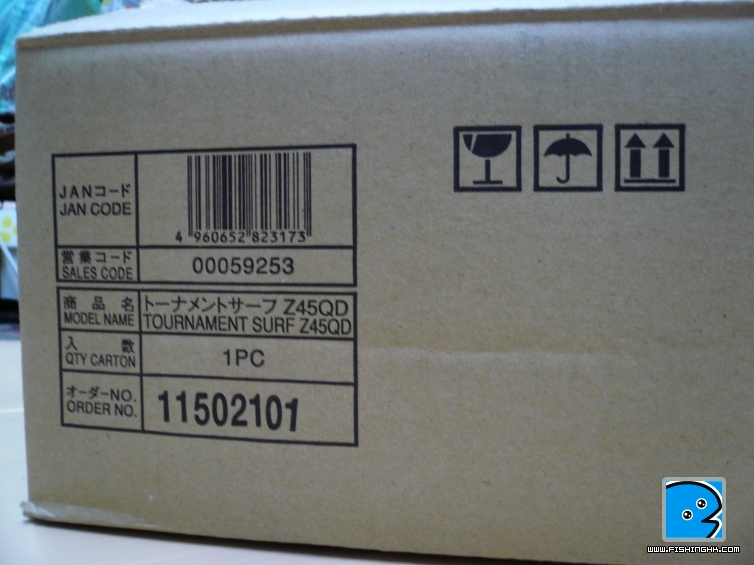 JANコード
JAN CODE
4 960652 823173
営業コード
SALES CODE
00059253
商品名
MODEL NAME
トーナメントサーフ Z45QD
TOURNAMENT SURF Z45QD
入数
QTY CARTON
1PC
オーダーNO.
ORDER NO.
11502101
WWW.FISHINGHK.COM